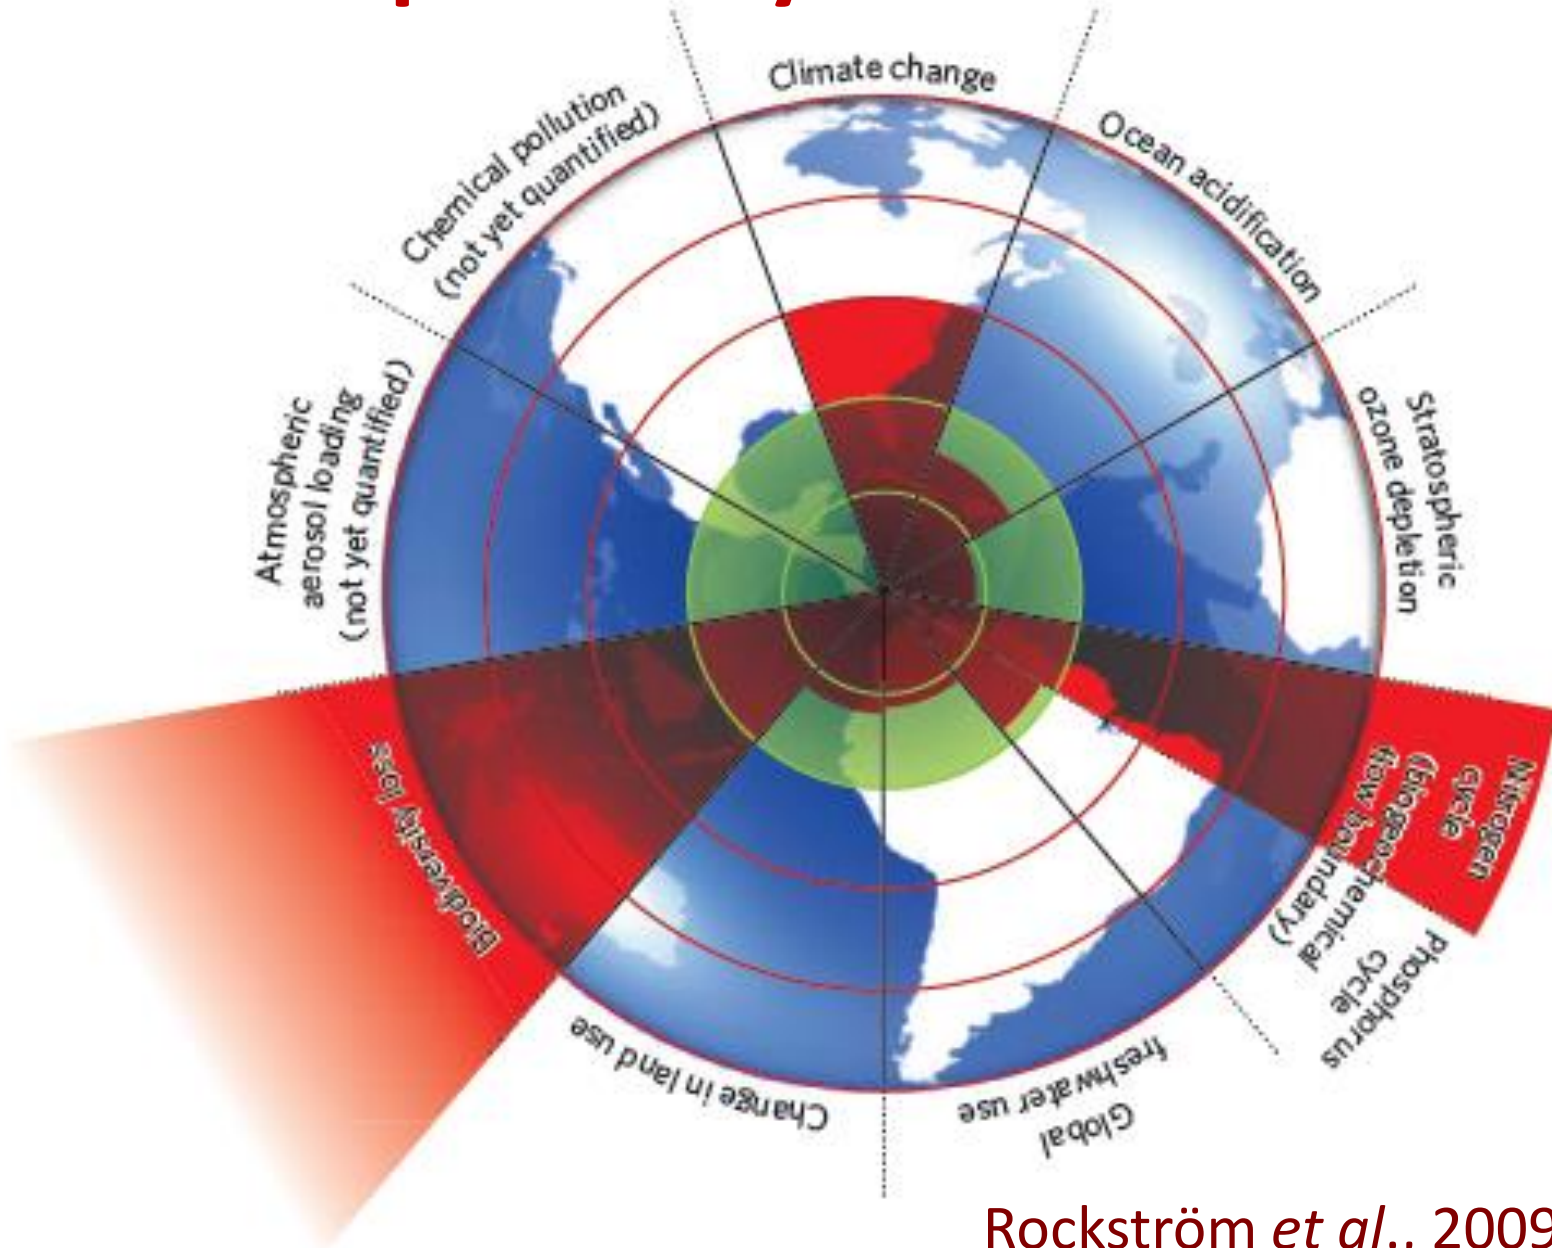 Climate change
Ocean acidification
Stratospheric
ozone depletion
Nitrogen
cycle
(biogeochemical
flow boundary)
Phosphorus
cycle
Global
freshwater use
Change in land use
Biodiversity loss
Atmospheric
aerosol loading
(not yet quantified)
Chemical pollution
(not yet quantified)
Rockström et al., 2009